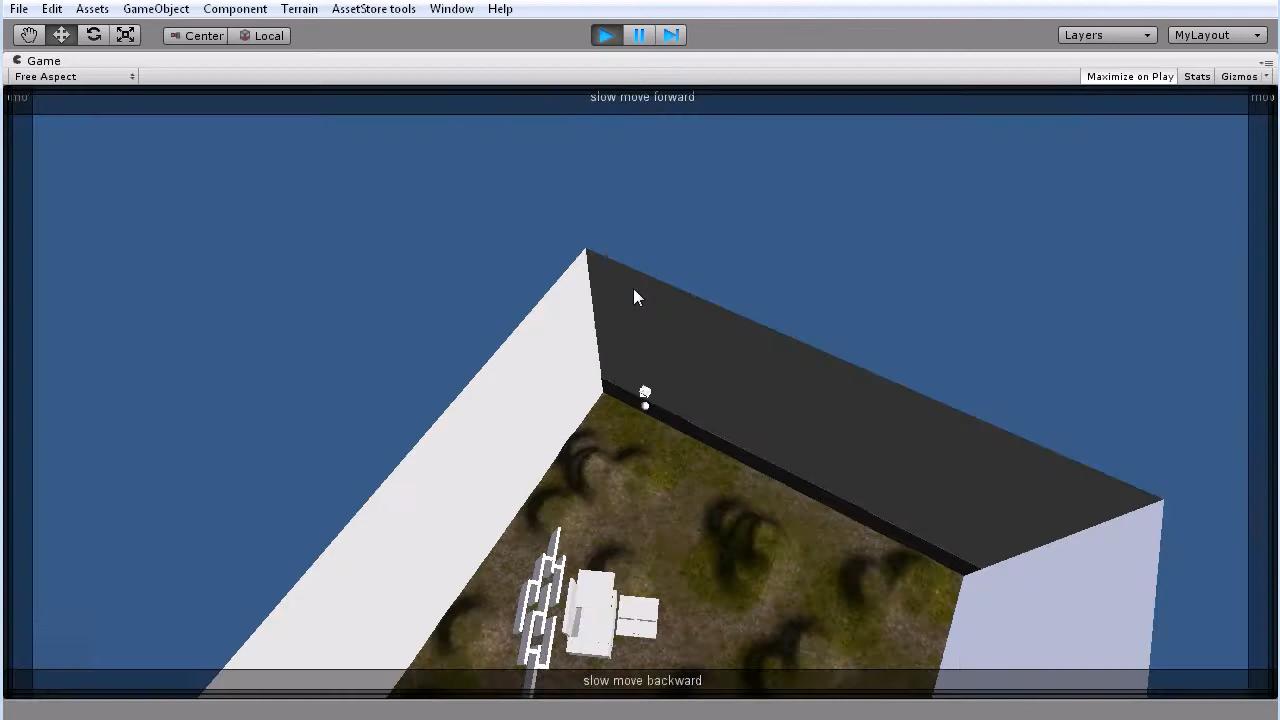 File Edit Assets GameObject Component Terrain AssetStore tools Window Help
Center Local Layers MyLayout
Game
Free Aspect Maximize on Play Stats Gizmos
slow move forward
slow move backward